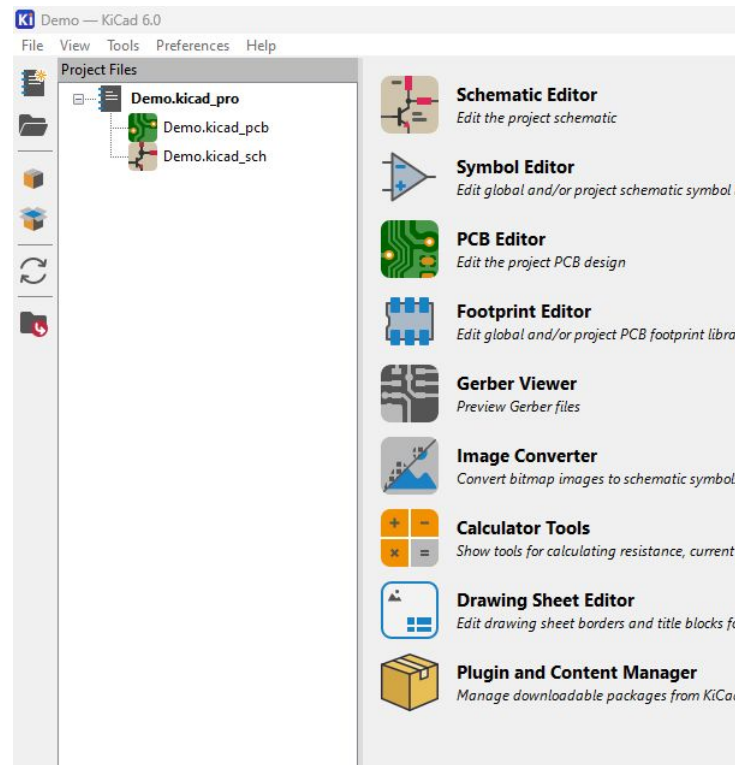 Ki Demo — KiCad 6.0
File View Tools Preferences Help
Project Files
Demo.kicad_pro
Demo.kicad_pcb
Demo.kicad_sch
Schematic Editor
Edit the project schematic
Symbol Editor
Edit global and/or project schematic symbol
PCB Editor
Edit the project PCB design
Footprint Editor
Edit global and/or project PCB footprint libra
Gerber Viewer
Preview Gerber files
Image Converter
Convert bitmap images to schematic symbol
Calculator Tools
Show tools for calculating resistance, current
Drawing Sheet Editor
Edit drawing sheet borders and title blocks fo
Plugin and Content Manager
Manage downloadable packages from KiCa